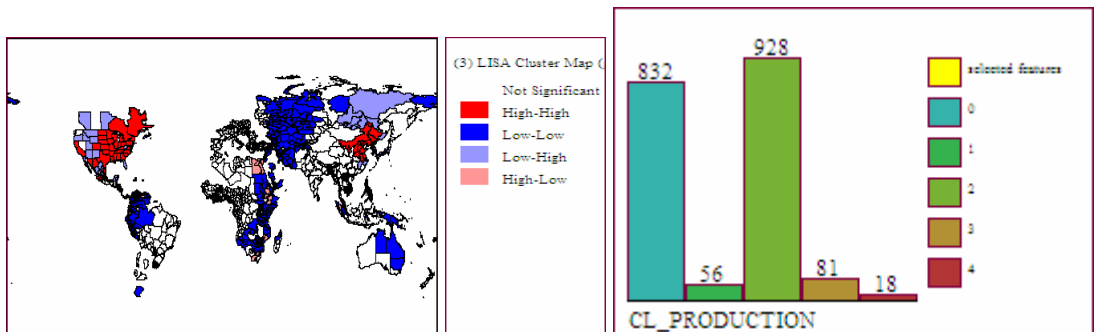 (3) LISA Cluster Map (
Not Significant
High-High
Low-Low
Low-High
High-Low
832
56
928
81
18
CL_PRODUCTION
selected features
0
1
2
3
4